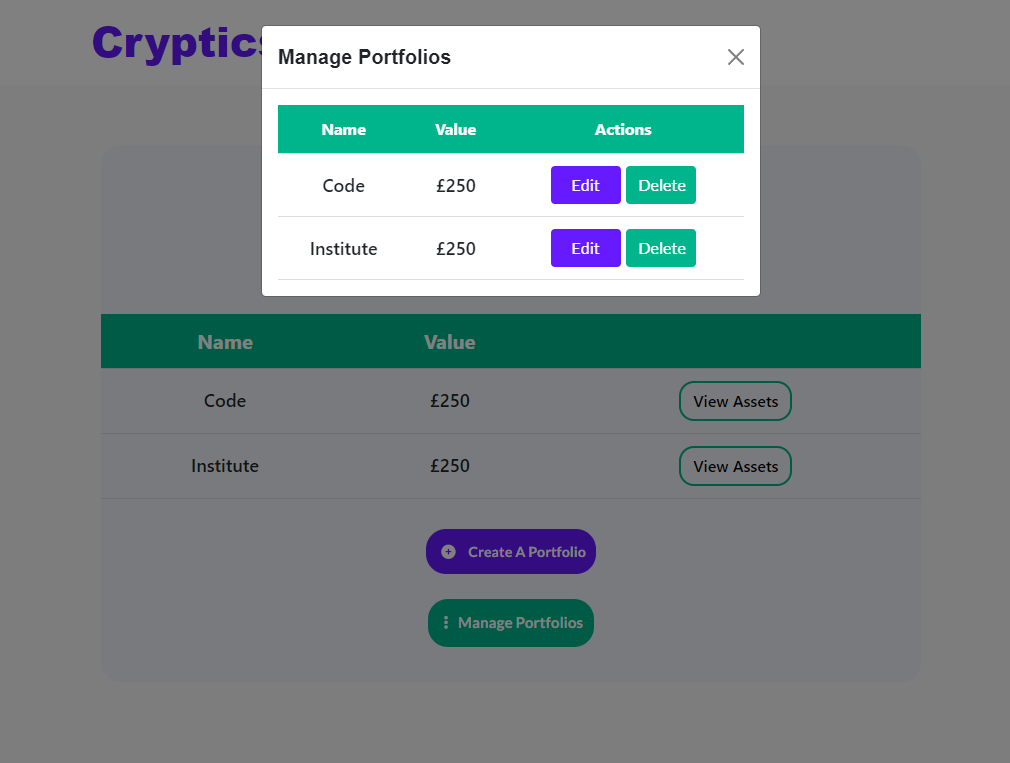 Cryptics
Manage Portfolios
Name Value Actions
Code £250 Edit Delete
Institute £250 Edit Delete
Name Value
Code £250 View Assets
Institute £250 View Assets
Create A Portfolio
Manage Portfolios